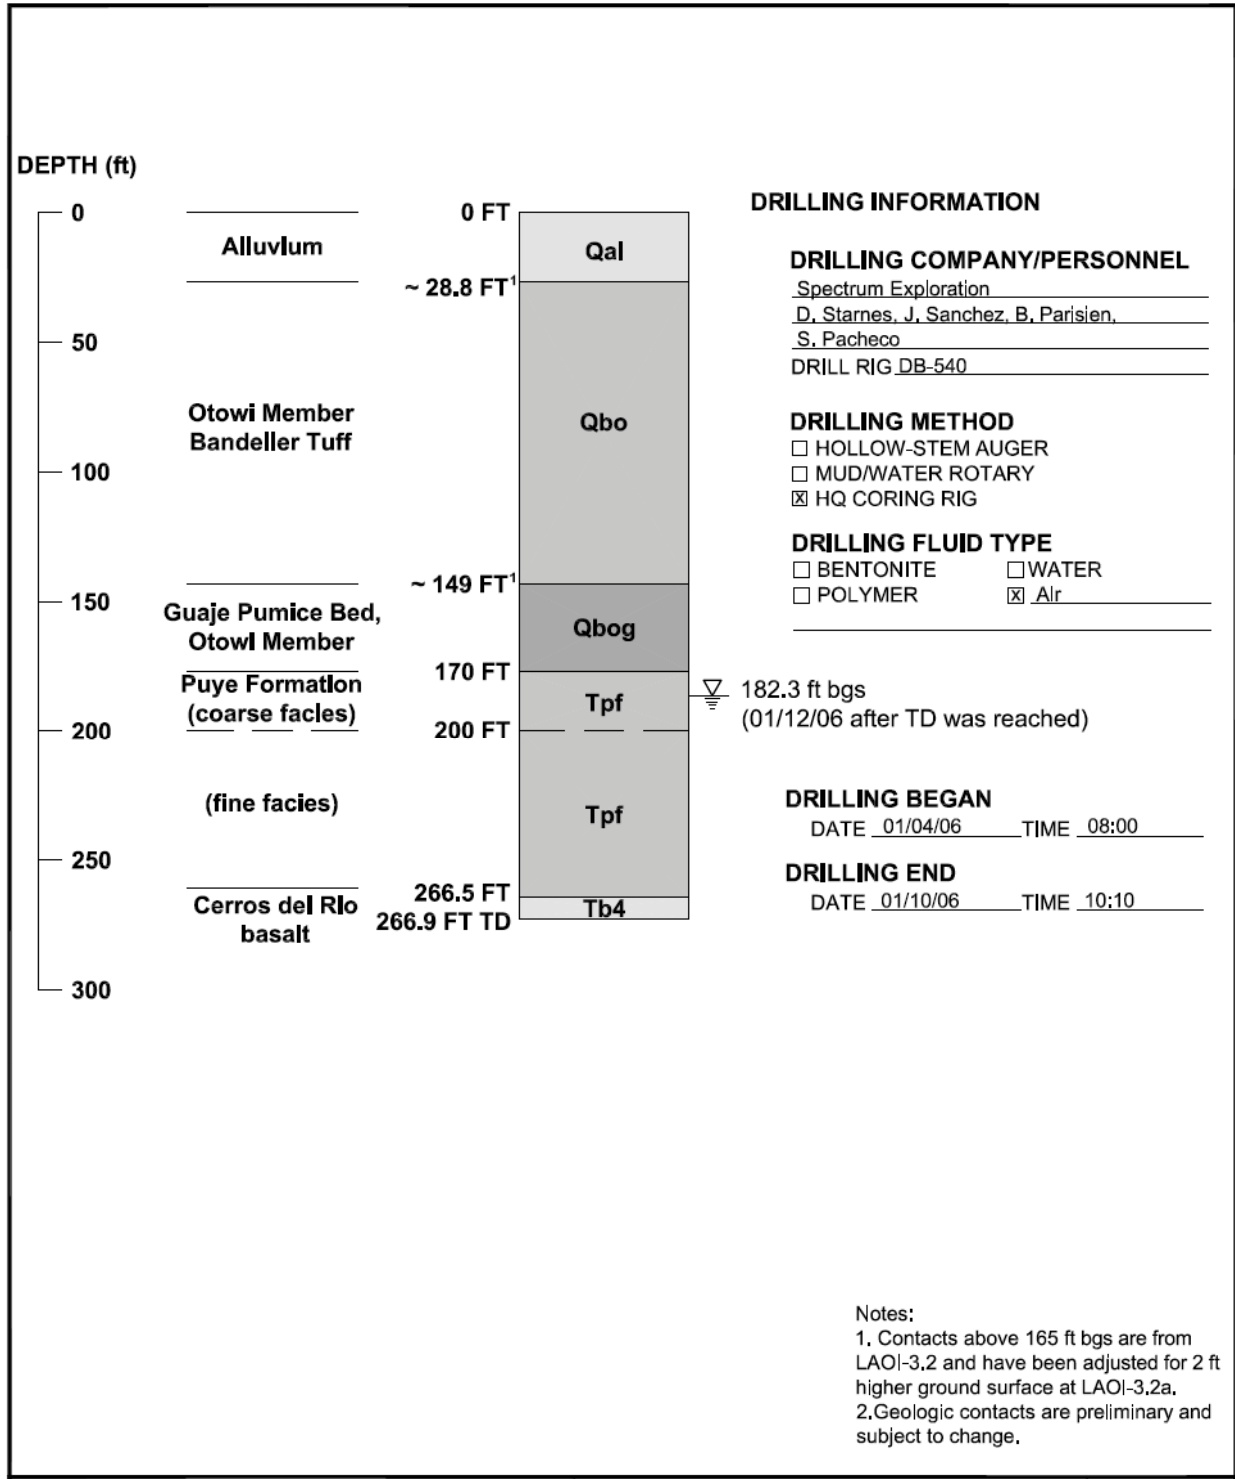 DEPTH (ft)
0
50
100
150
200
250
300
Alluvlum
Otowi Member
Bandeller Tuff
Guaje Pumice Bed,
Otowl Member
Puye Formatlon
(coarse facles)
(fine facies)
Cerros del Rlo
basalt
0 FT
~ 28.8 FT¹
~ 149 FT¹
170 FT
200 FT
266.5 FT
266.9 FT TD
Qal
Qbo
Qbog
Tpf
Tpf
Tb4
182.3 ft bgs
(01/12/06 after TD was reached)
DRILLING INFORMATION
DRILLING COMPANY/PERSONNEL
Spectrum Exploration
D. Starnes, J. Sanchez, B. Parisien,
S. Pacheco
DRILL RIG DB-540
DRILLING METHOD
☐ HOLLOW-STEM AUGER
☐ MUD/WATER ROTARY
☒ HQ CORING RIG
DRILLING FLUID TYPE
☐ BENTONITE ☐ WATER
☐ POLYMER ☒ Alr
DRILLING BEGAN
DATE 01/04/06 TIME 08:00
DRILLING END
DATE 01/10/06 TIME 10:10
Notes:
1. Contacts above 165 ft bgs are from
LAOI-3.2 and have been adjusted for 2 ft
higher ground surface at LAOI-3.2a.
2.Geologic contacts are preliminary and
subject to change.